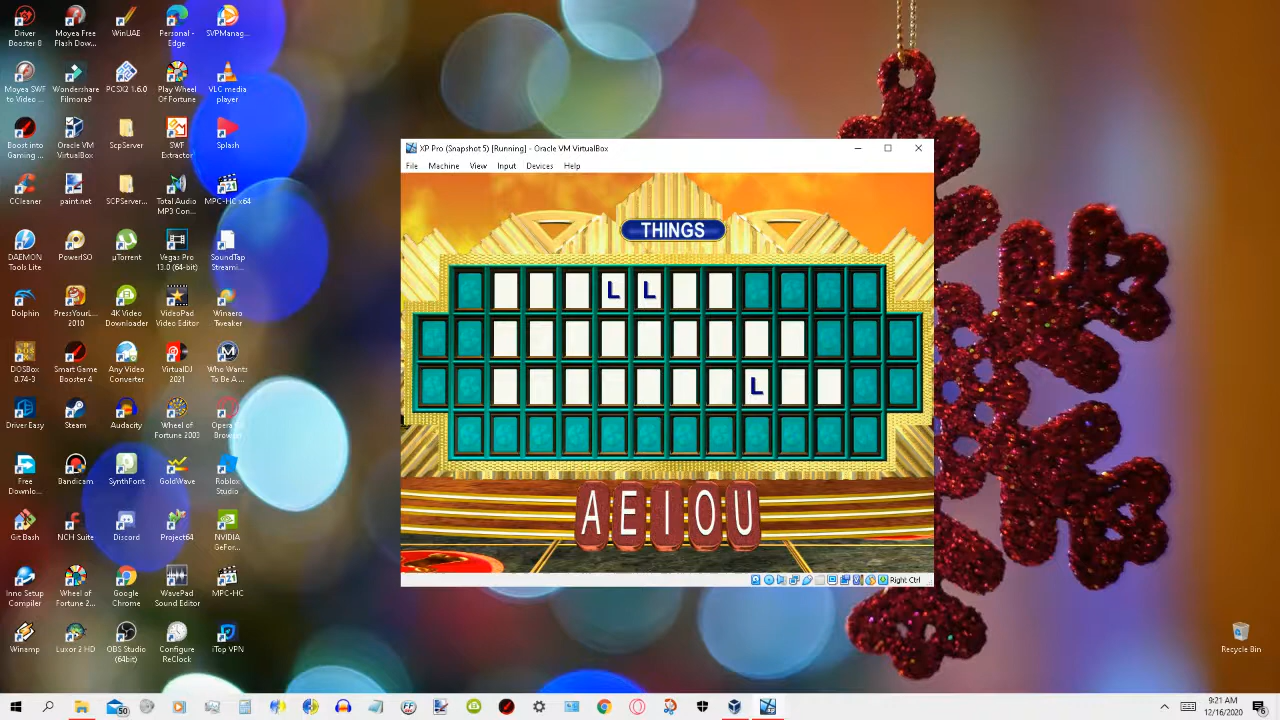 Driver Booster 8
Moyea Free Flash Dow...
WinUAE
Personal - Edge
SVPManag...
Moyea SWF to Video ...
Wondershare Filmora9
PCSX2 1.6.0
Play Wheel Of Fortune
VLC media player
Boost into Gaming ...
Oracle VM VirtualBox
ScpServer
SWF Extractor
Splash
CCleaner
paint.net
SCPServer...
Total Audio MP3 Con...
MPC-HC x64
DAEMON Tools Lite
PowerISO
µTorrent
Vegas Pro 13.0 (64-bit)
SoundTap Streami...
Dolphin
PressYourL... 2010
4K Video Downloader
VideoPad Video Editor
Winaero Tweaker
DOSBox 0.74-3
Smart Game Booster 4
Any Video Converter
VirtualDJ 2021
Who Wants To Be A ...
Driver Easy
Steam
Audacity
Wheel of Fortune 2003
Opera GX Browser
Free Downlo...
Bandicam
SynthFont
GoldWave
Roblox Studio
Git Bash
NCH Suite
Discord
Project64
NVIDIA GeFor...
Inno Setup Compiler
Wheel of Fortune 2...
Google Chrome
WavePad Sound Editor
MPC-HC
Winamp
Luxor 2 HD
OBS Studio (64bit)
Configure ReClock
iTop VPN
XP Pro (Snapshot 5) [Running] - Oracle VM VirtualBox
File Machine View Input Devices Help
THINGS
L L
L
A E I O U
Right Ctrl
Recycle Bin
50
9:21 AM
12/16/2020
6